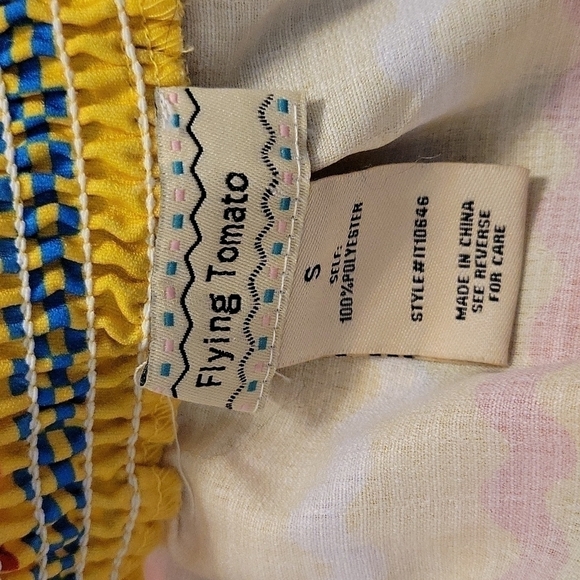 Flying Tomato
S
SELF:
100%POLYESTER
STYLE#IT10646
MADE IN CHINA
SEE REVERSE
FOR CARE